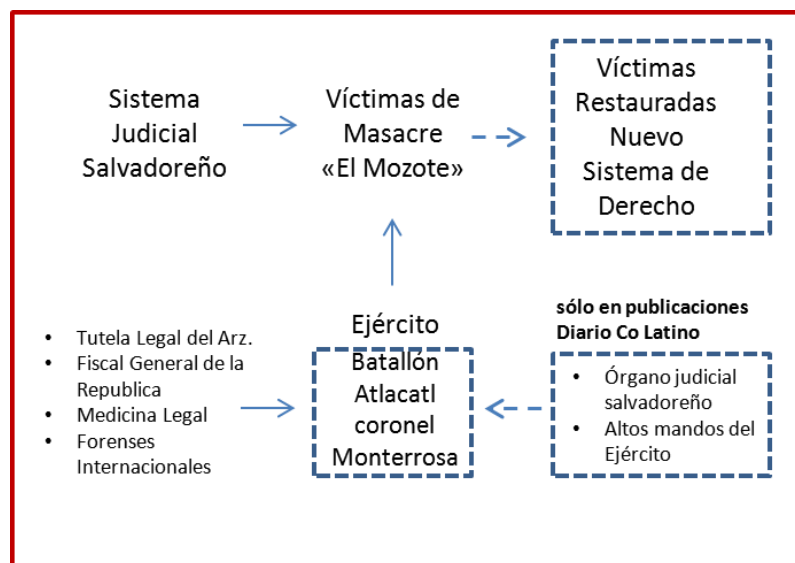 Sistema
Judicial
Salvadoreño
Víctimas de
Masacre
«El Mozote»
Víctimas
Restauradas
Nuevo
Sistema de
Derecho
• Tutela Legal del Arz.
• Fiscal General de la
Republica
• Medicina Legal
• Forenses
Internacionales
Ejército
Batallón
Atlacatl
coronel
Monterrosa
sólo en publicaciones
Diario Co Latino
• Órgano judicial
salvadoreño
• Altos mandos del
Ejército